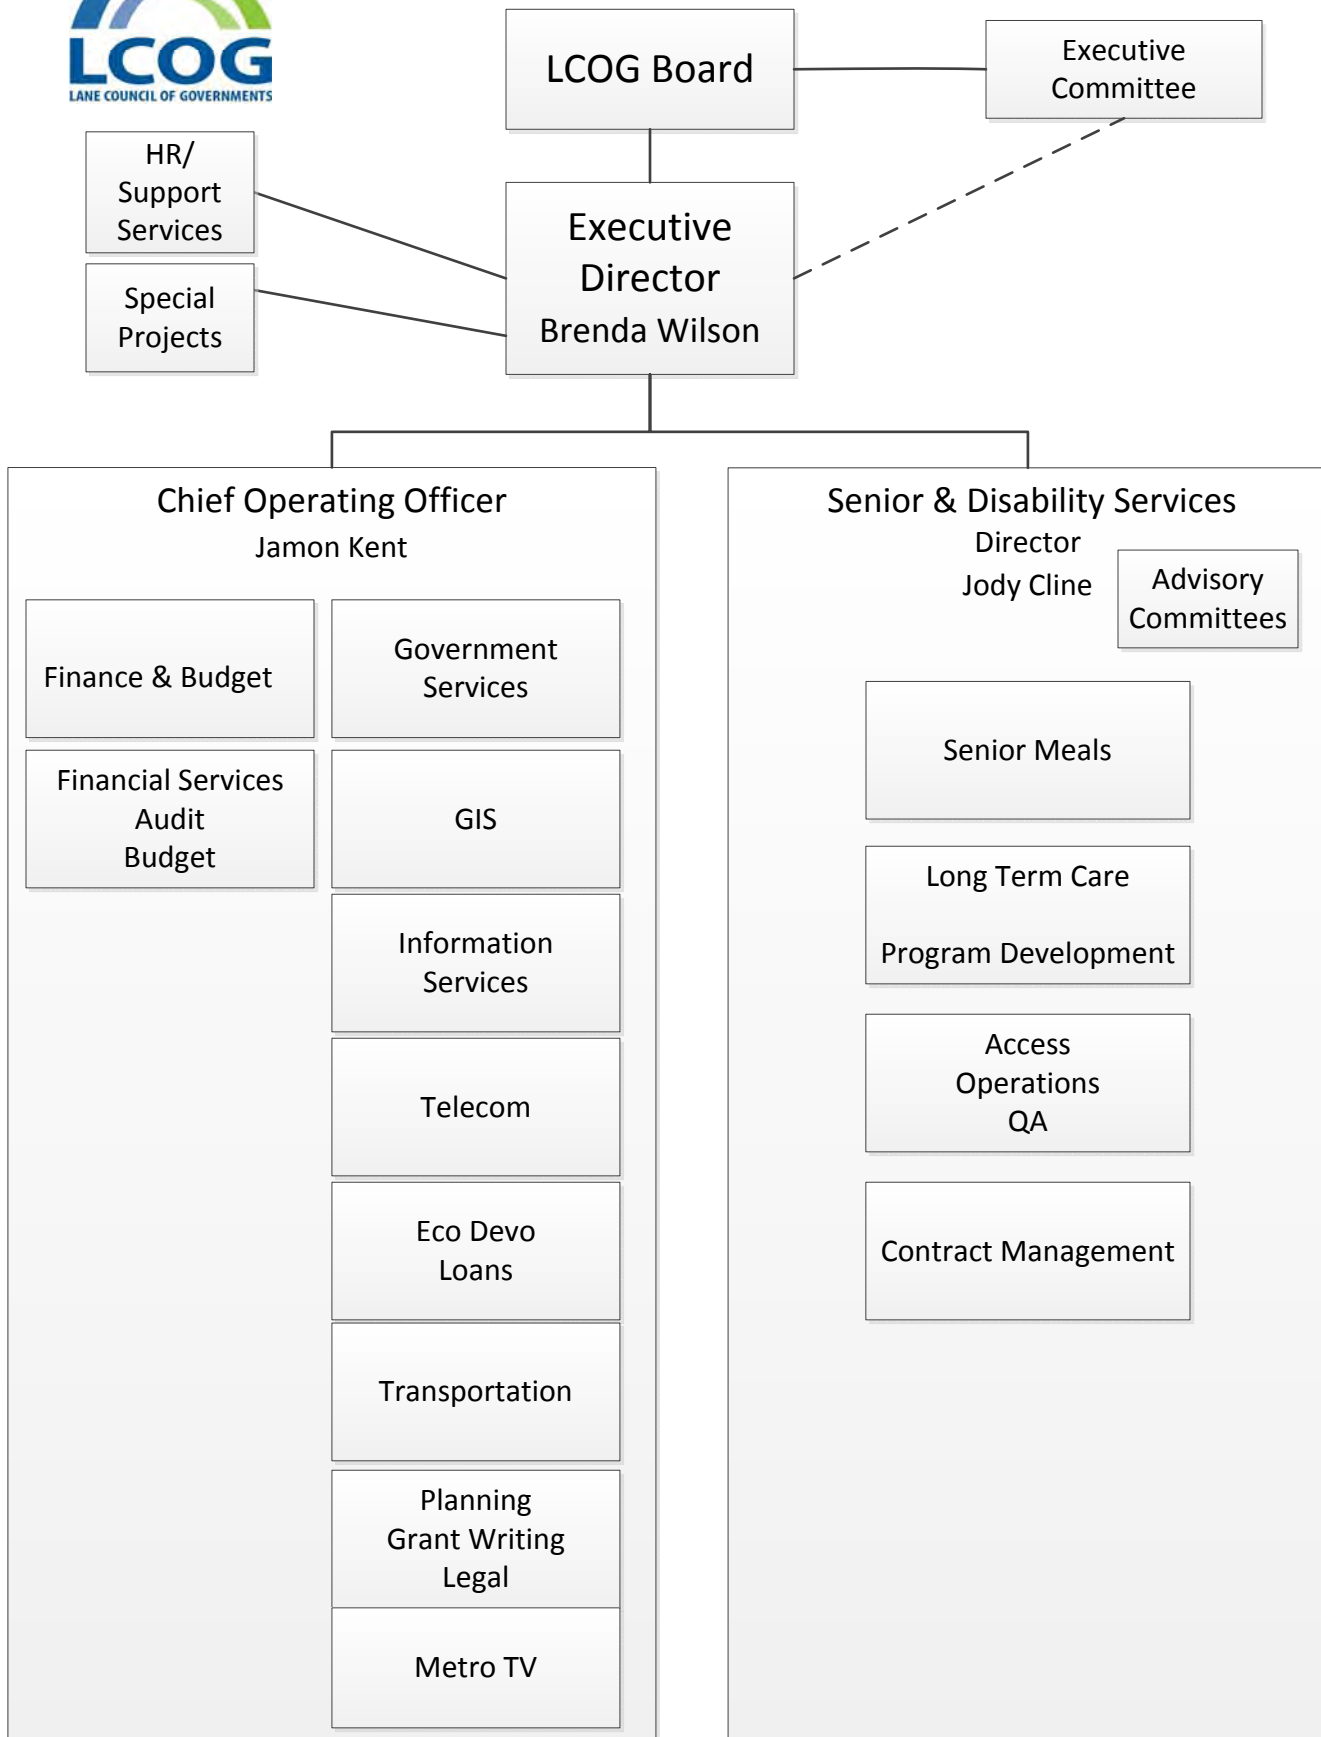 LCOG
LANE COUNCIL OF GOVERNMENTS
LCOG Board
Executive
Committee
HR/
Support
Services
Special
Projects
Executive
Director
Brenda Wilson
Chief Operating Officer
Jamon Kent
Finance & Budget
Financial Services
Audit
Budget
Government
Services
GIS
Information
Services
Telecom
Eco Devo
Loans
Transportation
Planning
Grant Writing
Legal
Metro TV
Senior & Disability Services
Director
Jody Cline
Advisory
Committees
Senior Meals
Long Term Care
Program Development
Access
Operations
QA
Contract Management